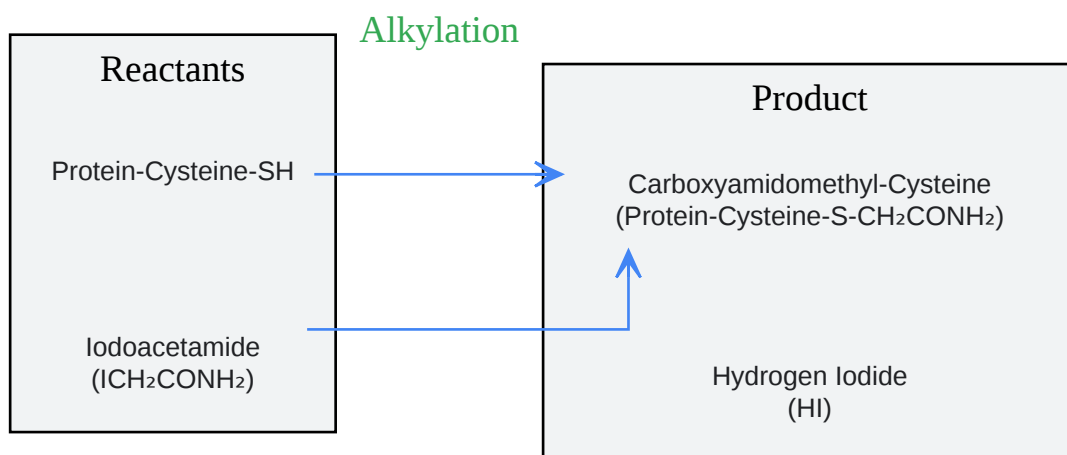 Alkylation
Reactants
Protein-Cysteine-SH
Iodoacetamide
(ICH₂CONH₂)
Product
Carboxyamidomethyl-Cysteine
(Protein-Cysteine-S-CH₂CONH₂)
Hydrogen Iodide
(HI)